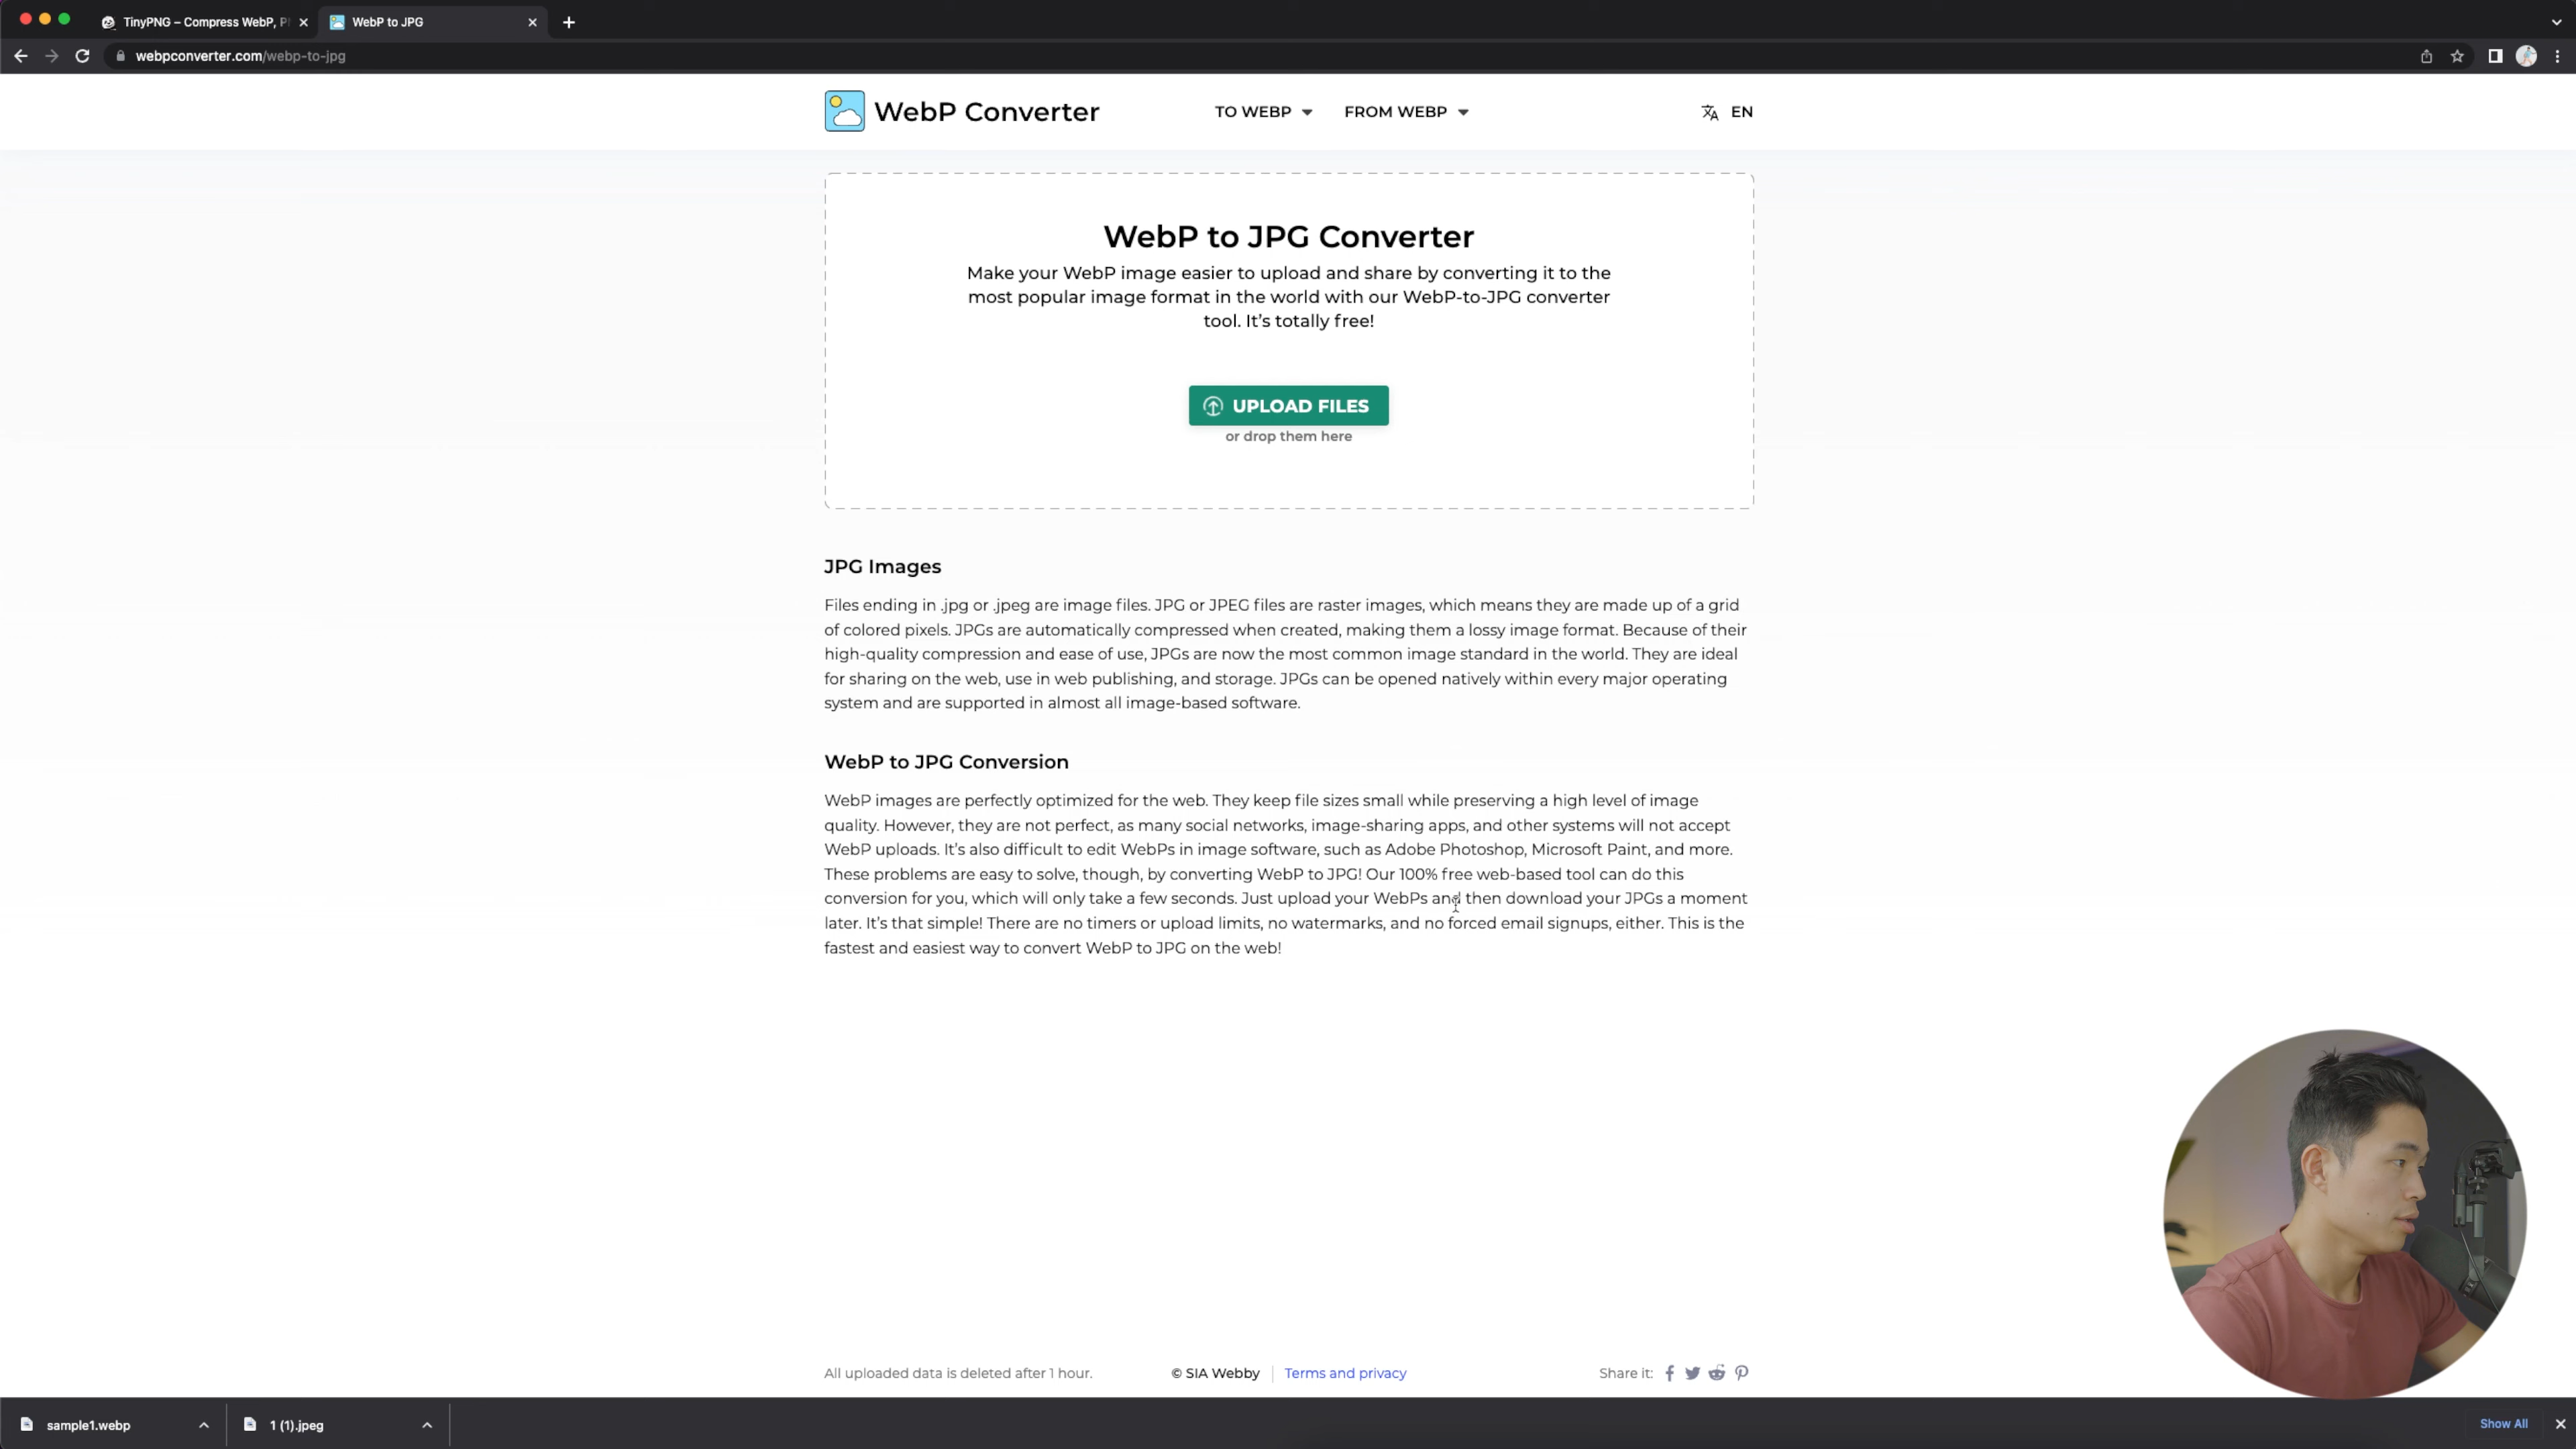 TinyPNG – Compress WebP, P
WebP to JPG
webpconverter.com/webp-to-jpg
WebP Converter
TO WEBP
FROM WEBP
EN
WebP to JPG Converter
Make your WebP image easier to upload and share by converting it to the
most popular image format in the world with our WebP-to-JPG converter
tool. It's totally free!
UPLOAD FILES
or drop them here
JPG Images
Files ending in .jpg or .jpeg are image files. JPG or JPEG files are raster images, which means they are made up of a grid
of colored pixels. JPGs are automatically compressed when created, making them a lossy image format. Because of their
high-quality compression and ease of use, JPGs are now the most common image standard in the world. They are ideal
for sharing on the web, use in web publishing, and storage. JPGs can be opened natively within every major operating
system and are supported in almost all image-based software.
WebP to JPG Conversion
WebP images are perfectly optimized for the web. They keep file sizes small while preserving a high level of image
quality. However, they are not perfect, as many social networks, image-sharing apps, and other systems will not accept
WebP uploads. It's also difficult to edit WebPs in image software, such as Adobe Photoshop, Microsoft Paint, and more.
These problems are easy to solve, though, by converting WebP to JPG! Our 100% free web-based tool can do this
conversion for you, which will only take a few seconds. Just upload your WebPs and then download your JPGs a moment
later. It's that simple! There are no timers or upload limits, no watermarks, and no forced email signups, either. This is the
fastest and easiest way to convert WebP to JPG on the web!
All uploaded data is deleted after 1 hour.
© SIA Webby
Terms and privacy
Share it:
sample1.webp
1 (1).jpeg
Show All